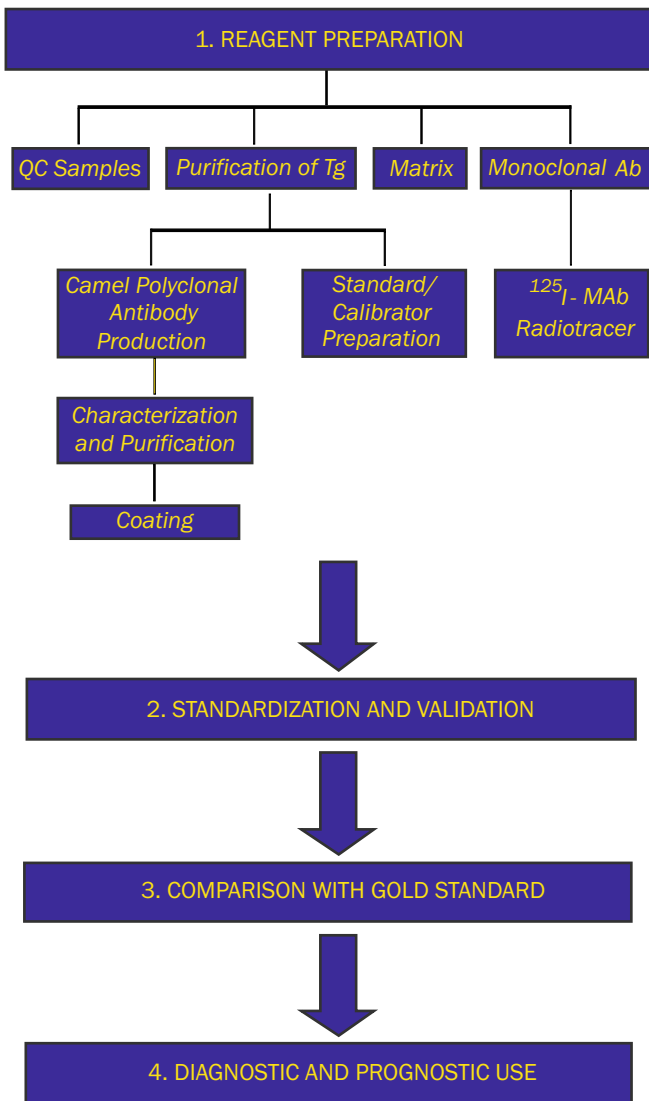 1. REAGENT PREPARATION
QC Samples
Purification of Tg
Matrix
Monoclonal Ab
Camel Polyclonal
Antibody
Production
Standard/
Calibrator
Preparation
¹²⁵I- MAb
Radiotracer
Characterization
and Purification
Coating
2. STANDARDIZATION AND VALIDATION
3. COMPARISON WITH GOLD STANDARD
4. DIAGNOSTIC AND PROGNOSTIC USE